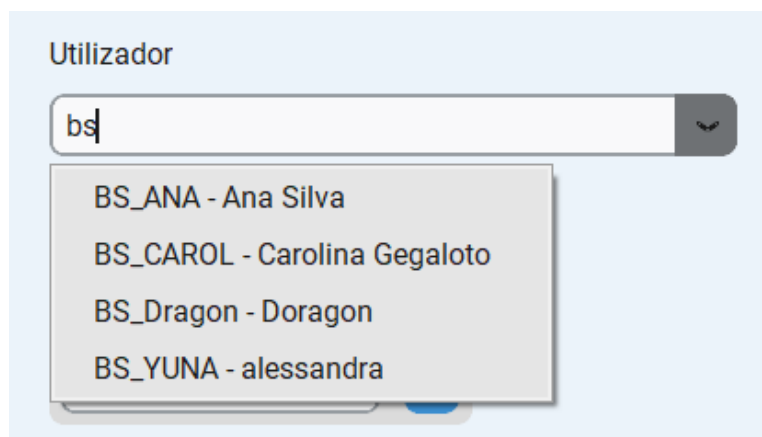 Utilizador
bs
BS_ANA - Ana Silva
BS_CAROL - Carolina Gegaloto
BS_Dragon - Doragon
BS_YUNA - alessandra